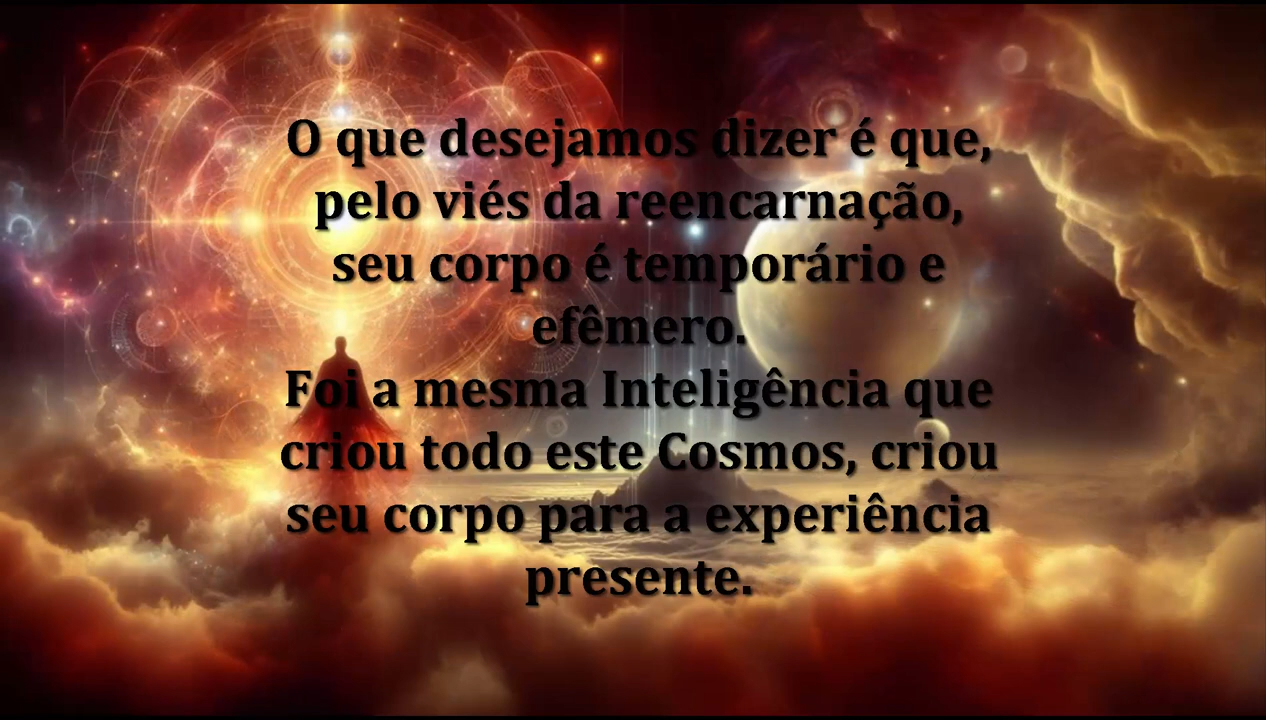 O que desejamos dizer é que,
pelo viés da reencarnação,
seu corpo é temporário e
efêmero.
Foi a mesma Inteligência que
criou todo este Cosmos, criou
seu corpo para a experiência
presente.